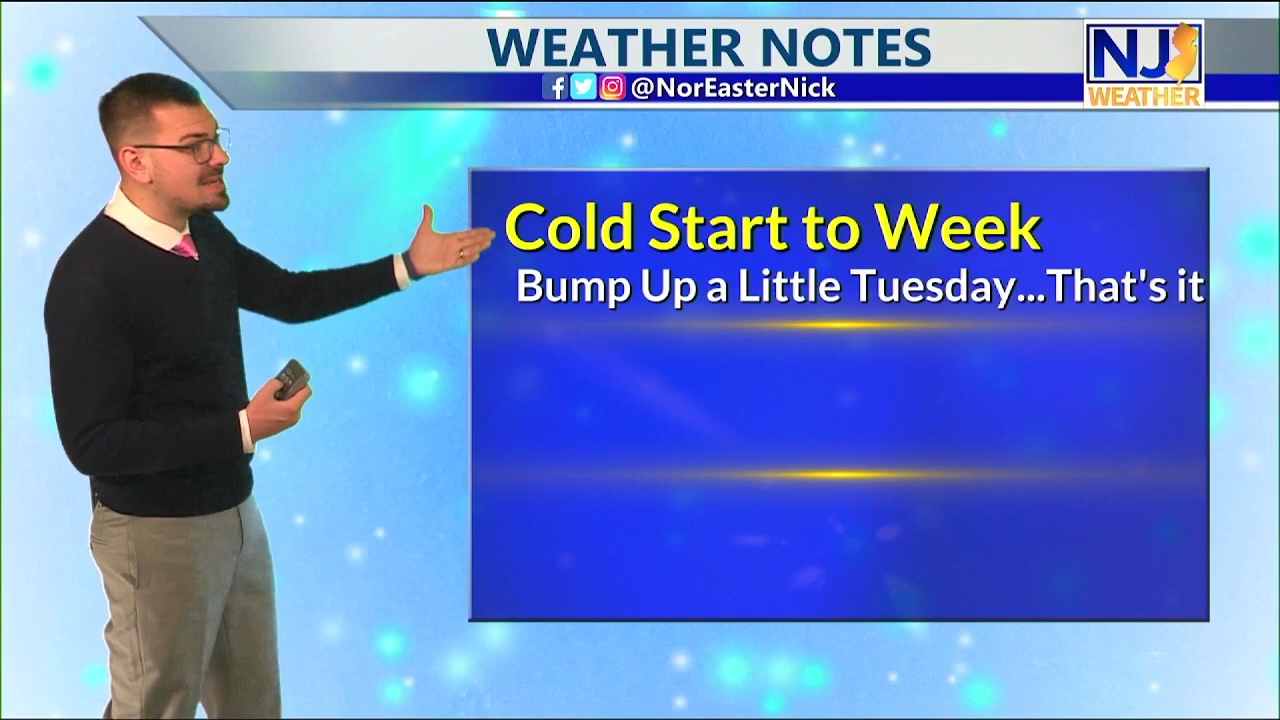 WEATHER NOTES
@NorEasterNick
NJ
WEATHER
Cold Start to Week
Bump Up a Little Tuesday...That's it